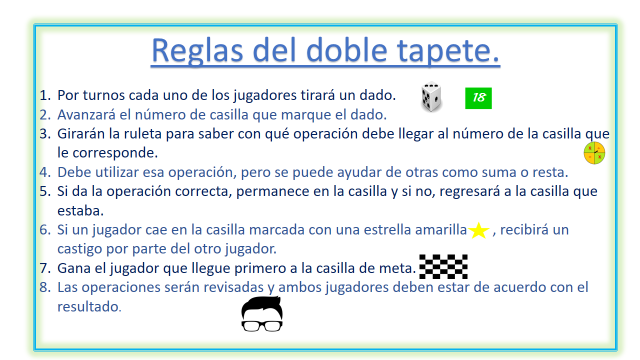 Reglas del doble tapete.
1. Por turnos cada uno de los jugadores tirará un dado.
18
2. Avanzará el número de casilla que marque el dado.
3. Girarán la ruleta para saber con qué operación debe llegar al número de la casilla que
le corresponde.
4. Debe utilizar esa operación, pero se puede ayudar de otras como suma o resta.
5. Si da la operación correcta, permanece en la casilla y si no, regresará a la casilla que
estaba.
6. Si un jugador cae en la casilla marcada con una estrella amarilla , recibirá un
castigo por parte del otro jugador.
7. Gana el jugador que llegue primero a la casilla de meta.
8. Las operaciones serán revisadas y ambos jugadores deben estar de acuerdo con el
resultado.